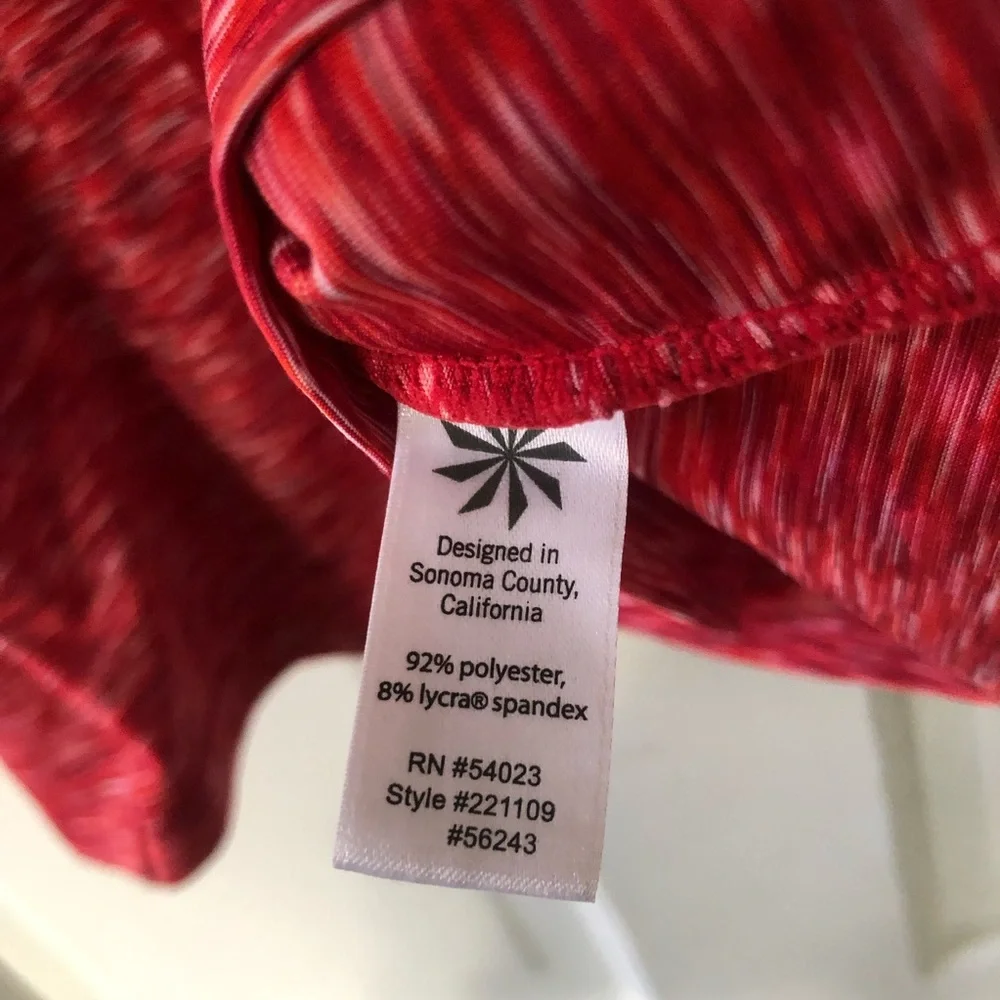 Designed in
Sonoma County,
California
92% polyester,
8% lycra® spandex
RN #54023
Style #221109
#56243